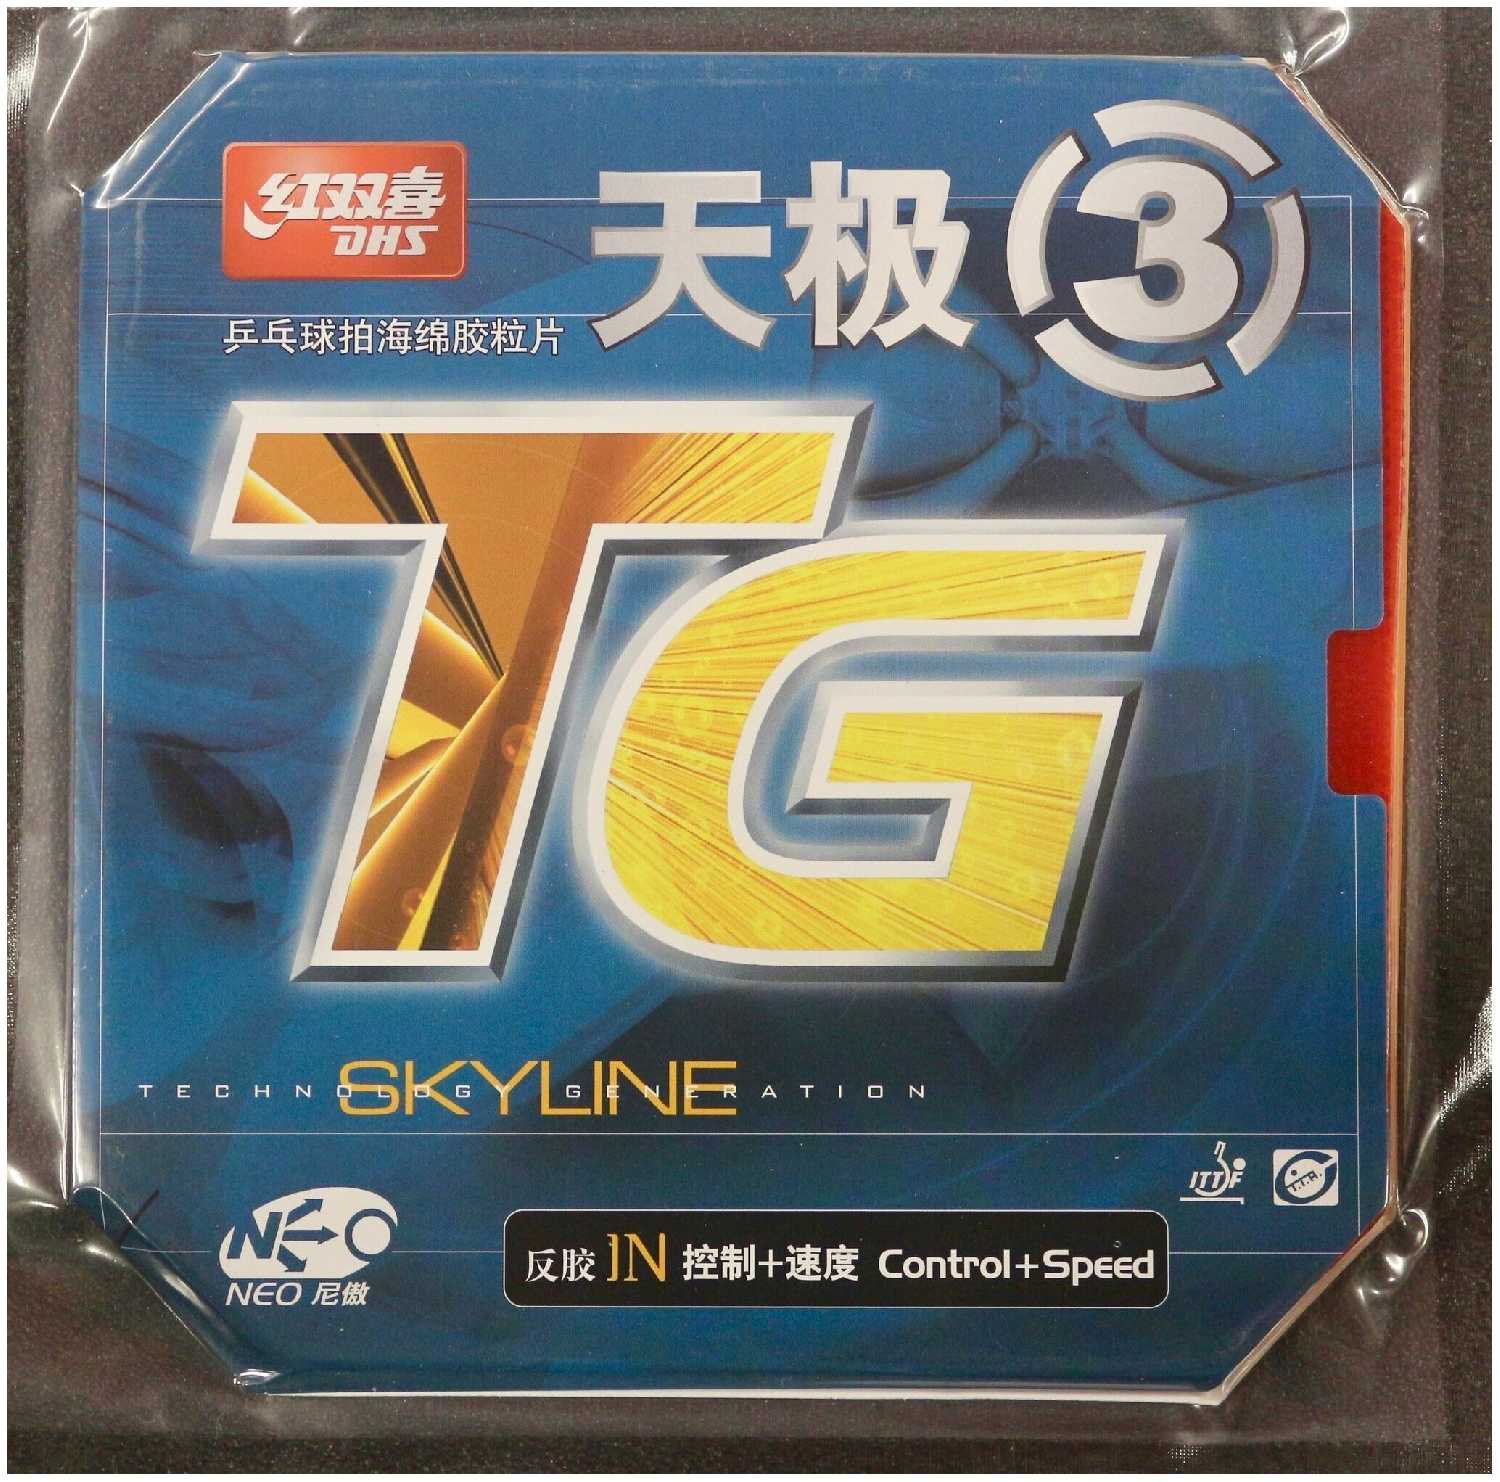 红双喜
DHS
天极 3
乒乓球拍海绵胶粒片
TG
SKYLINE
TECHNOLOGY GENERATION
ITTF
T.T.A.
NEO
NEO 尼傲
反胶 IN 控制+速度 Control+Speed